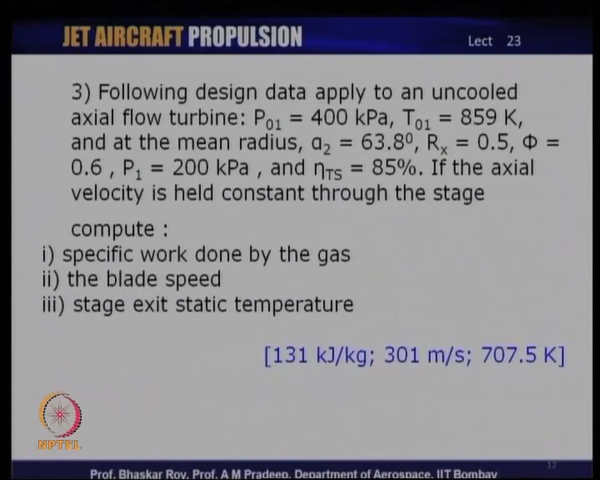 JET AIRCRAFT PROPULSION
Lect 23
3) Following design data apply to an uncooled
axial flow turbine: P01 = 400 kPa, T01 = 859 K,
and at the mean radius, α2 = 63.8⁰, Rx = 0.5, Φ =
0.6 , P1 = 200 kPa , and ηTS = 85%. If the axial
velocity is held constant through the stage
compute :
i) specific work done by the gas
ii) the blade speed
iii) stage exit static temperature
[131 kJ/kg; 301 m/s; 707.5 K]
NPTEL
12
Prof. Bhaskar Roy, Prof. A M Pradeep, Department of Aerospace, IIT Bombay